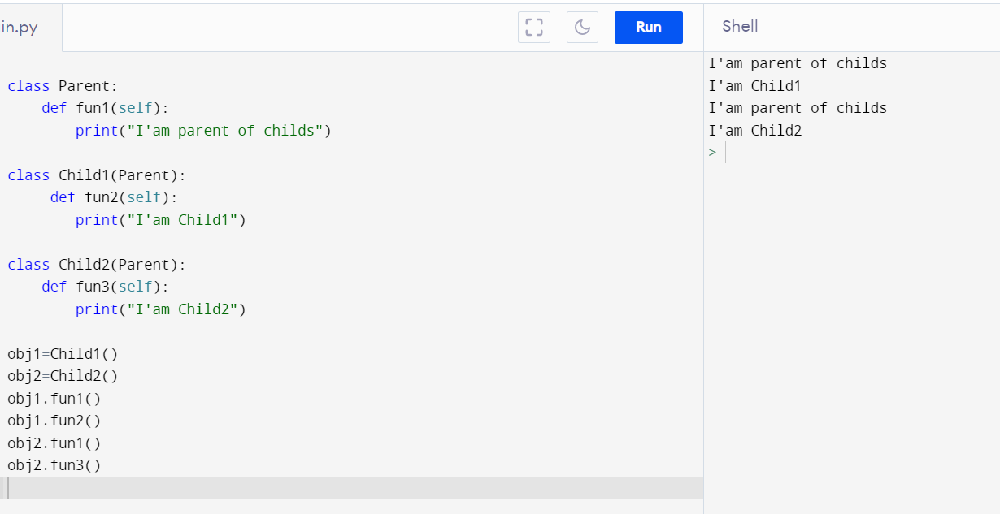 in.py
Run
Shell
class Parent:
    def fun1(self):
        print("I'am parent of childs")
class Child1(Parent):
     def fun2(self):
        print("I'am Child1")
class Child2(Parent):
    def fun3(self):
        print("I'am Child2")
obj1=Child1()
obj2=Child2()
obj1.fun1()
obj1.fun2()
obj2.fun1()
obj2.fun3()
I'am parent of childs
I'am Child1
I'am parent of childs
I'am Child2
>